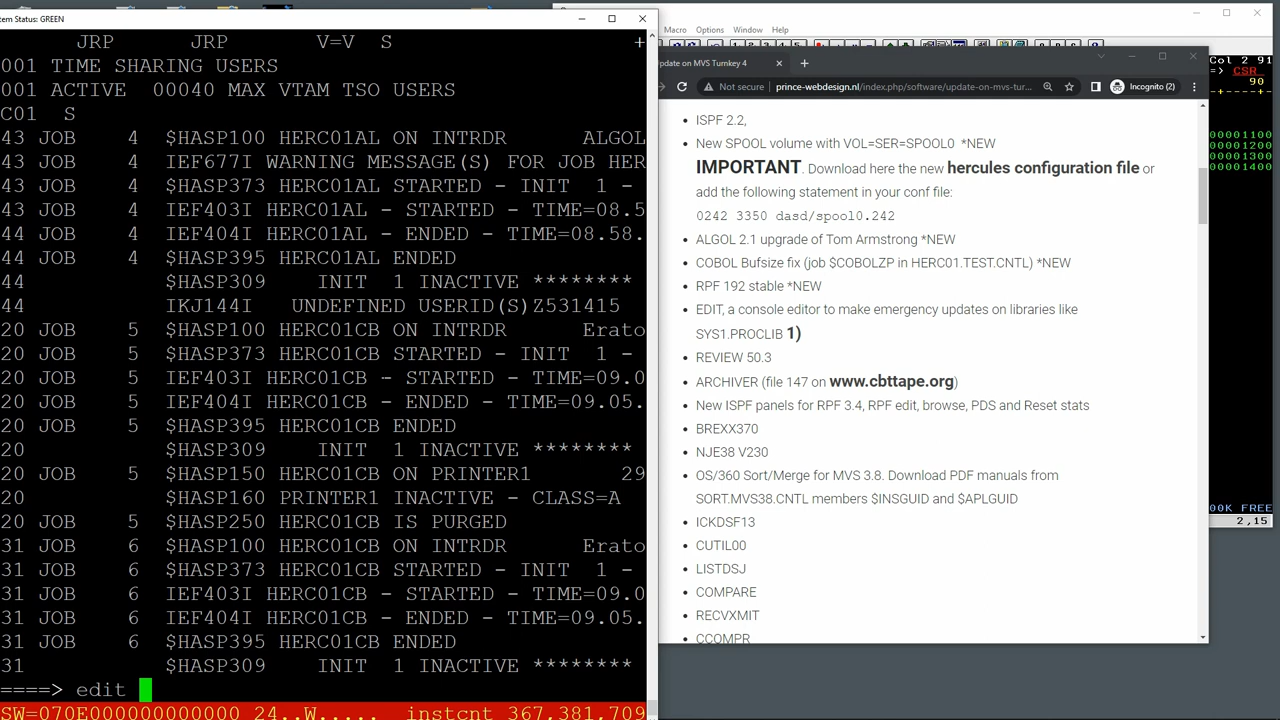 stem Status: GREEN
JRP JRP V=V S +
001 TIME SHARING USERS
001 ACTIVE 00040 MAX VTAM TSO USERS
C01 S
43 JOB 4 $HASP100 HERC01AL ON INTRDR ALGOL
43 JOB 4 IEF677I WARNING MESSAGE(S) FOR JOB HER
43 JOB 4 $HASP373 HERC01AL STARTED - INIT 1 -
43 JOB 4 IEF403I HERC01AL - STARTED - TIME=08.5
44 JOB 4 IEF404I HERC01AL - ENDED - TIME=08.58.
44 JOB 4 $HASP395 HERC01AL ENDED
44 $HASP309 INIT 1 INACTIVE ********
44 IKJ144I UNDEFINED USERID(S)Z531415
20 JOB 5 $HASP100 HERC01CB ON INTRDR Erato
20 JOB 5 $HASP373 HERC01CB STARTED - INIT 1 -
20 JOB 5 IEF403I HERC01CB - STARTED - TIME=09.0
20 JOB 5 IEF404I HERC01CB - ENDED - TIME=09.05.
20 JOB 5 $HASP395 HERC01CB ENDED
20 $HASP309 INIT 1 INACTIVE ********
20 JOB 5 $HASP150 HERC01CB ON PRINTER1 29
20 $HASP160 PRINTER1 INACTIVE - CLASS=A
20 JOB 5 $HASP250 HERC01CB IS PURGED
31 JOB 6 $HASP100 HERC01CB ON INTRDR Erato
31 JOB 6 $HASP373 HERC01CB STARTED - INIT 1 -
31 JOB 6 IEF403I HERC01CB - STARTED - TIME=09.0
31 JOB 6 IEF404I HERC01CB - ENDED - TIME=09.05.
31 JOB 6 $HASP395 HERC01CB ENDED
31 $HASP309 INIT 1 INACTIVE ********
====> edit
SW=070E000000000000 24..W..... instcnt 367,381,709
Macro Options Window Help
Update on MVS Turnkey 4
Not secure prince-webdesign.nl/index.php/software/update-on-mvs-tur... Incognito (2)
• ISPF 2.2,
• New SPOOL volume with VOL=SER=SPOOL0 *NEW
IMPORTANT. Download here the new hercules configuration file or
add the following statement in your conf file:
0242 3350 dasd/spool0.242
• ALGOL 2.1 upgrade of Tom Armstrong *NEW
• COBOL Bufsize fix (job $COBOLZP in HERC01.TEST.CNTL) *NEW
• RPF 192 stable *NEW
• EDIT, a console editor to make emergency updates on libraries like
SYS1.PROCLIB 1)
• REVIEW 50.3
• ARCHIVER (file 147 on www.cbttape.org)
• New ISPF panels for RPF 3.4, RPF edit, browse, PDS and Reset stats
• BREXX370
• NJE38 V230
• OS/360 Sort/Merge for MVS 3.8. Download PDF manuals from
SORT.MVS38.CNTL members $INSGUID and $APLGUID
• ICKDSF13
• CUTIL00
• LISTDSJ
• COMPARE
• RECVXMIT
• CCOMPR
Col 2 91
=> CSR
90
----+----+
00001100
00001200
00001300
00001400
00K FREE
2,15